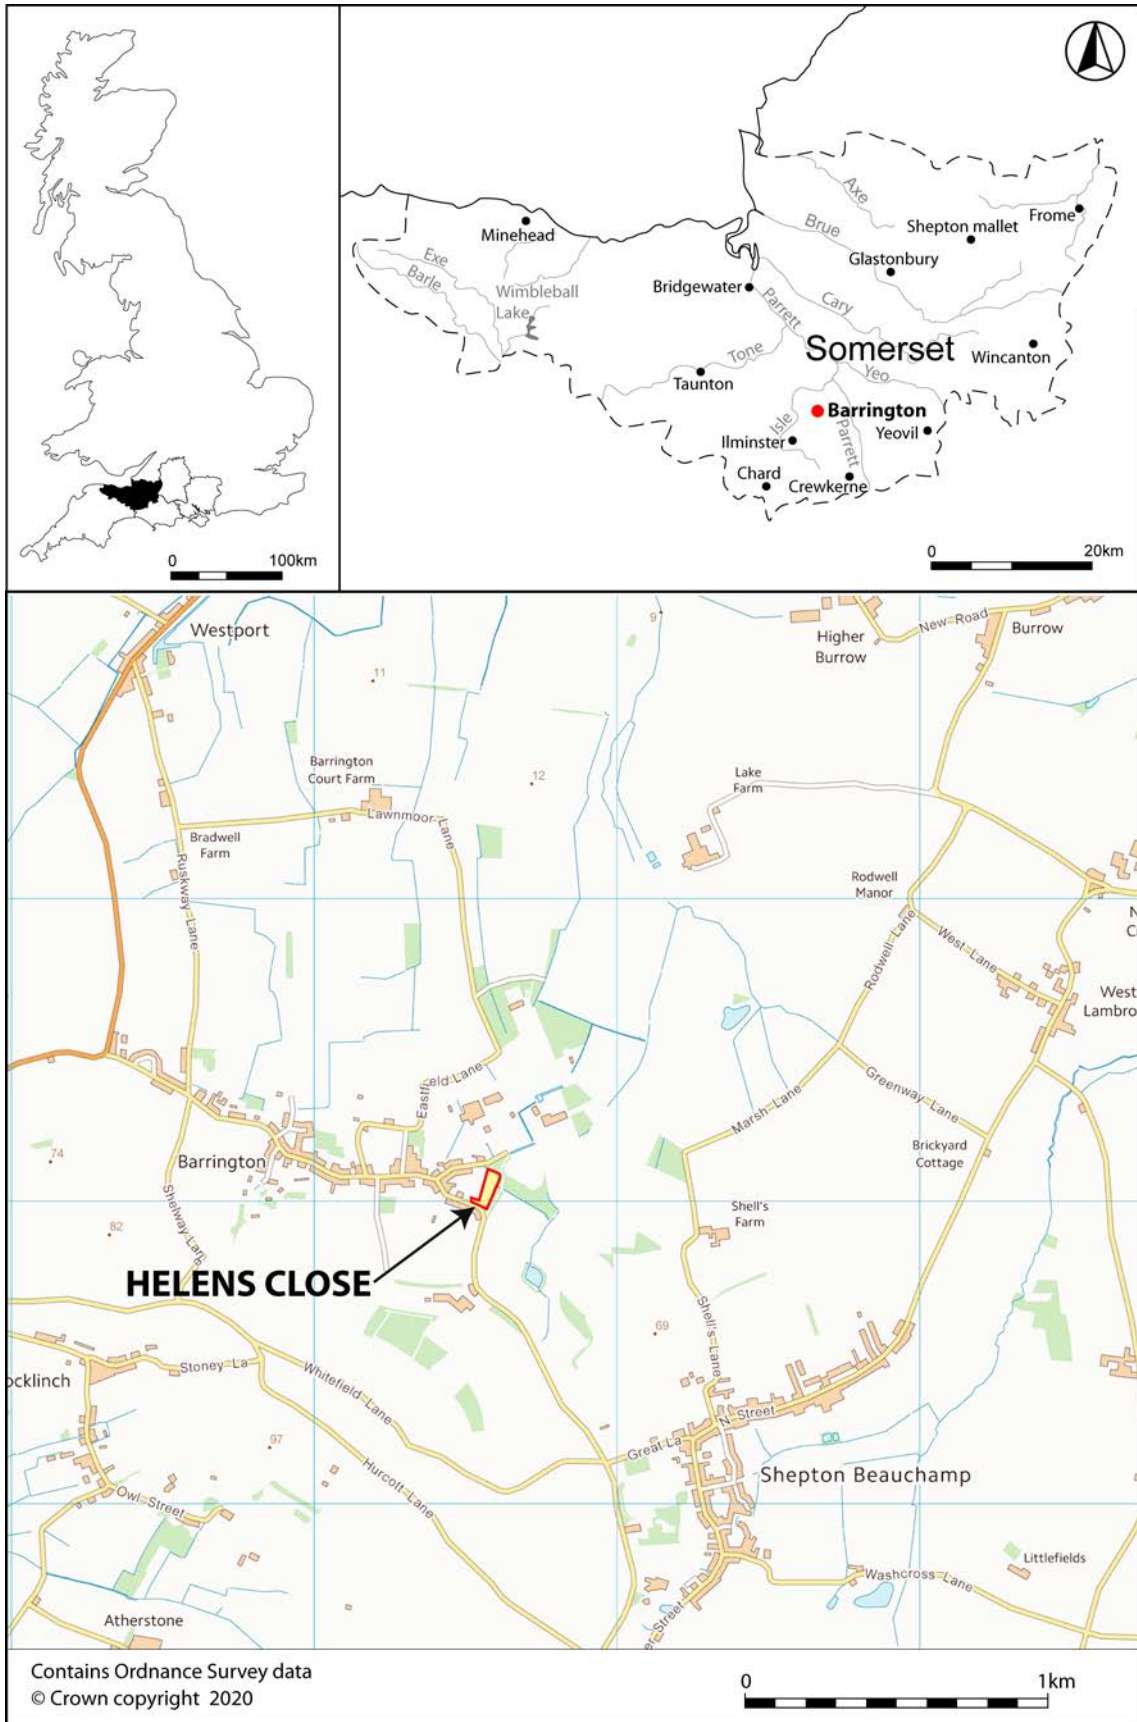 0
100km
Axe
Frome
Minehead
Brue
Shepton mallet
Exe
Glastonbury
Barle
Wimbleball
Lake
Bridgewater
Parrett
Cary
Somerset
Tone
Wincanton
Yeo
Taunton
Barrington
Isle
Parrett
Yeovil
Ilminster
Chard
Crewkerne
0
20km
Westport
9
Higher
Burrow
New Road
Burrow
11
Barrington
Court Farm
12
Lake
Farm
Lawnmoor Lane
Bradwell
Farm
Ruskway Lane
Rodwell
Manor
Rodwell Lane
West Lane
N
C
West
Lambro
Eastfield Lane
Marsh Lane
Greenway Lane
Brickyard
Cottage
74
Barrington
Shelway Lane
82
Shell's
Farm
HELENS CLOSE
69
Shell's Lane
ocklinch
Stoney La
Whitefield Lane
N Street
Great La
97
Hurcott Lane
Shepton Beauchamp
Owl Street
Littlefields
Washcross Lane
Atherstone
er Street
Contains Ordnance Survey data
© Crown copyright 2020
0
1km